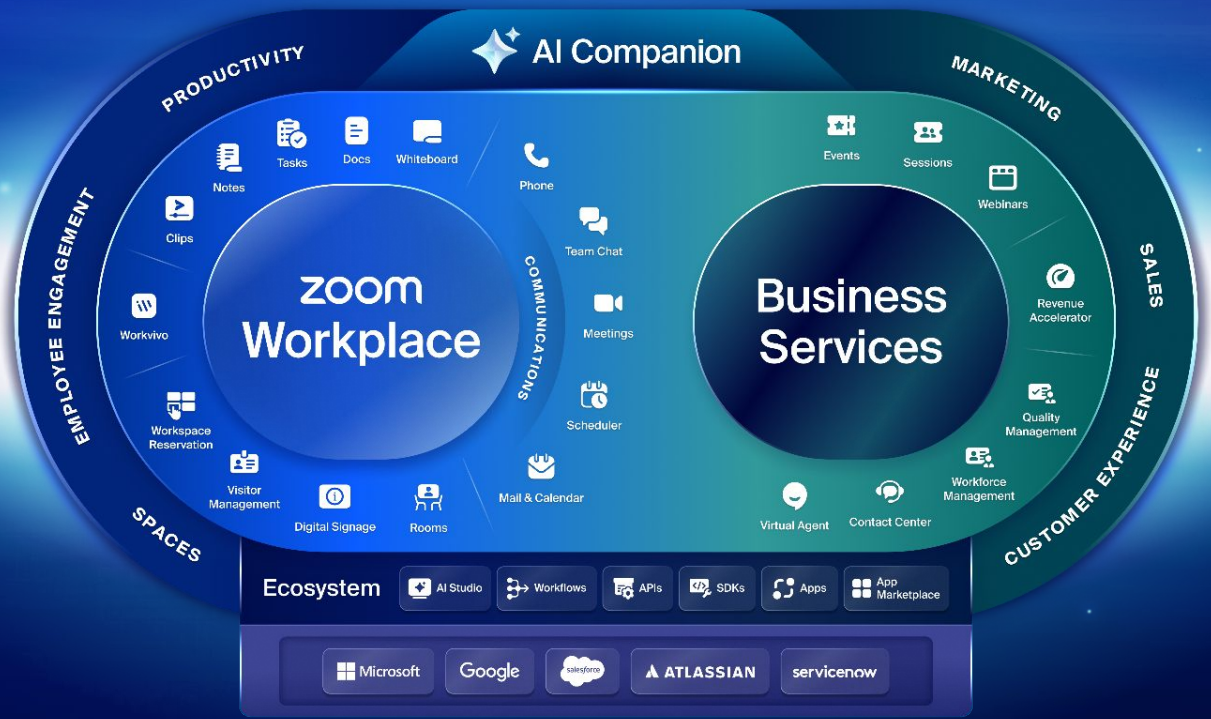 AI Companion
PRODUCTIVITY
MARKETING
EMPLOYEE ENGAGEMENT
SALES
SPACES
CUSTOMER EXPERIENCE
Tasks
Docs
Whiteboard
Notes
Clips
Workvivo
Workspace
Reservation
Visitor
Management
Digital Signage
Rooms
zoom
Workplace
COMMUNICATIONS
Phone
Team Chat
Meetings
Scheduler
Mail & Calendar
Events
Sessions
Webinars
Revenue
Accelerator
Quality
Management
Workforce
Management
Contact Center
Virtual Agent
Business
Services
Ecosystem
AI Studio
Workflows
APIs
SDKs
Apps
App
Marketplace
Microsoft
Google
salesforce
ATLASSIAN
servicenow